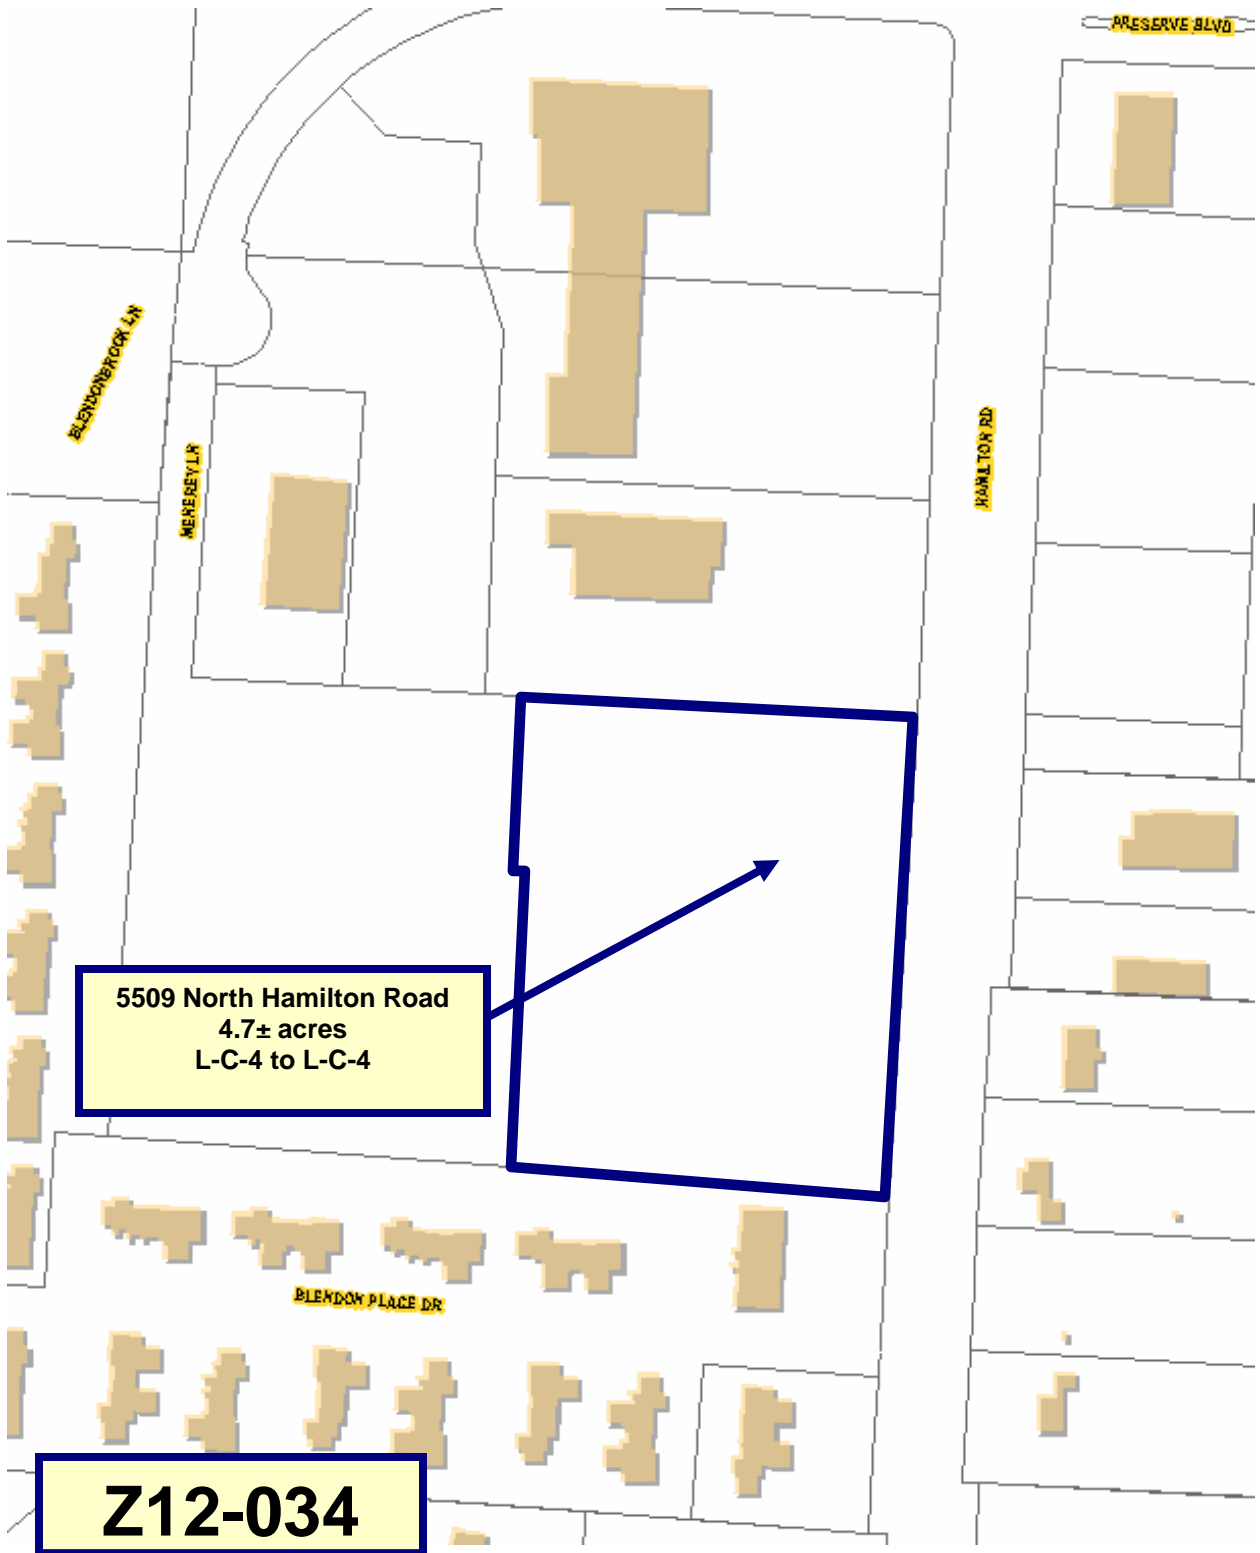 PRESERVE BLVD
BLENDONBROOK LN
HAMILTON RD
MENEREY LN
5509 North Hamilton Road
4.7± acres
L-C-4 to L-C-4
BLENDON PLACE DR
Z12-034